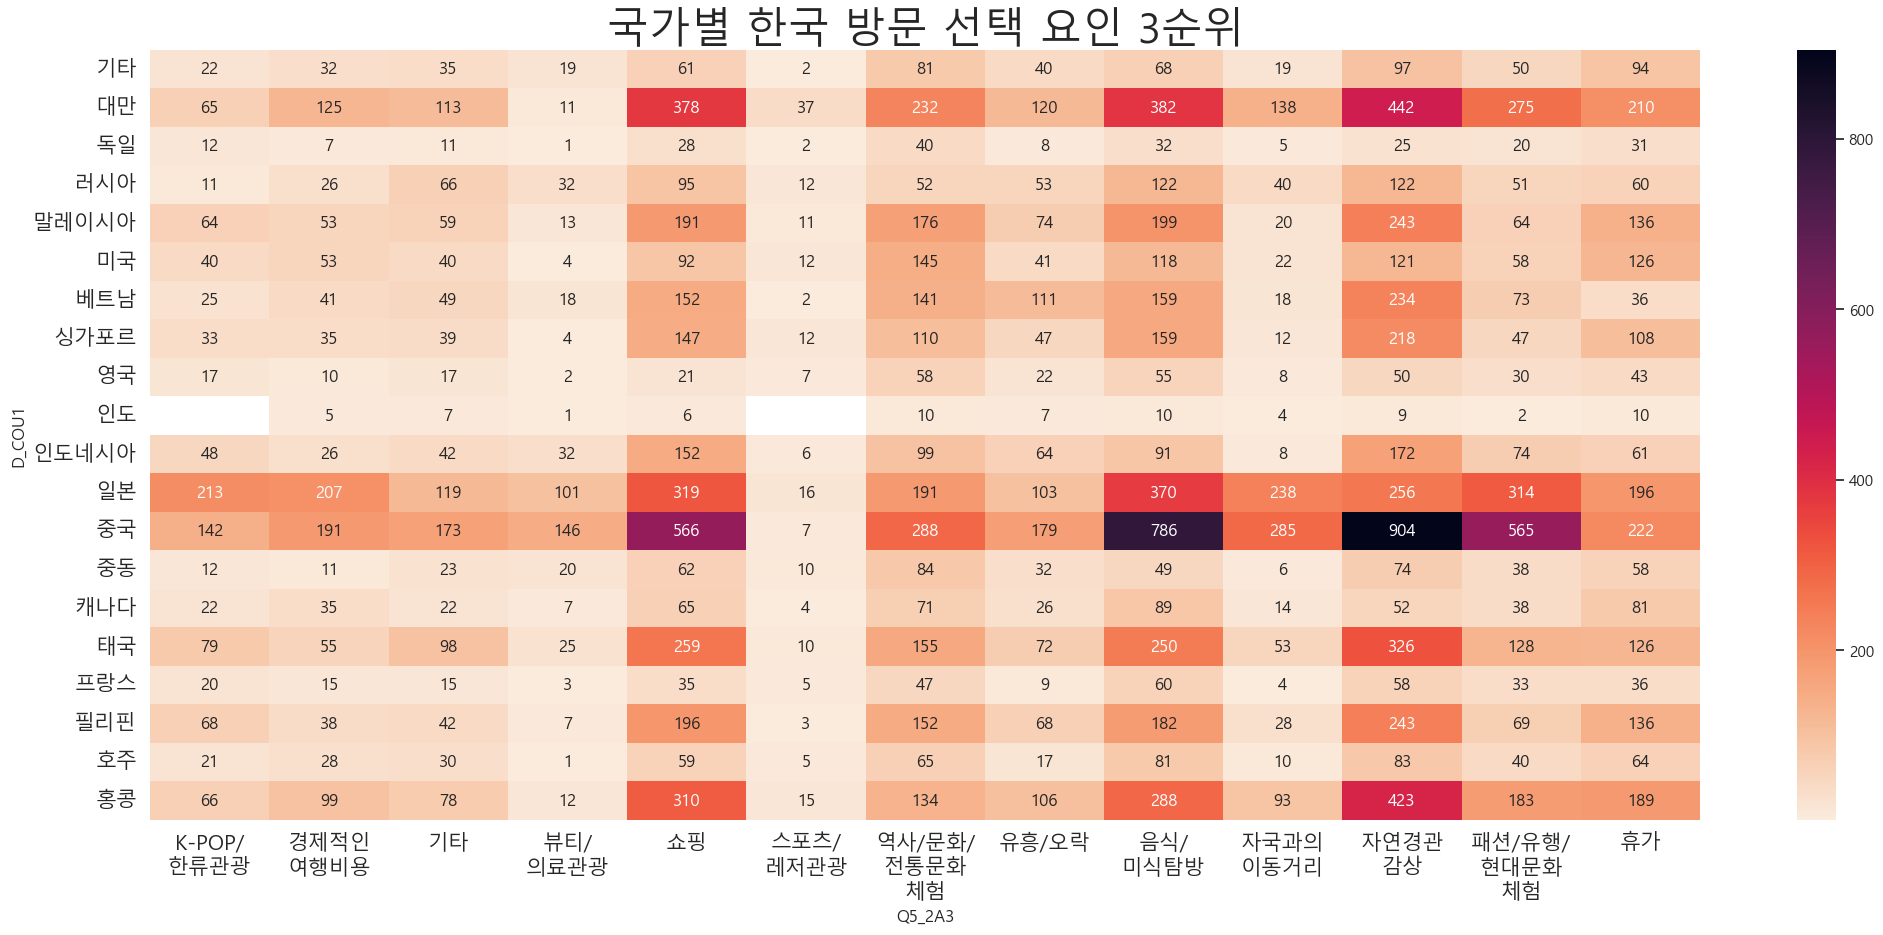 국가별 한국 방문 선택 요인 3순위
기타 22 32 35 19 61 2 81 40 68 19 97 50 94
대만 65 125 113 11 378 37 232 120 382 138 442 275 210
독일 12 7 11 1 28 2 40 8 32 5 25 20 31
러시아 11 26 66 32 95 12 52 53 122 40 122 51 60
말레이시아 64 53 59 13 191 11 176 74 199 20 243 64 136
미국 40 53 40 4 92 12 145 41 118 22 121 58 126
베트남 25 41 49 18 152 2 141 111 159 18 234 73 36
싱가포르 33 35 39 4 147 12 110 47 159 12 218 47 108
영국 17 10 17 2 21 7 58 22 55 8 50 30 43
인도 5 7 1 6 10 7 10 4 9 2 10
인도네시아 48 26 42 32 152 6 99 64 91 8 172 74 61
일본 213 207 119 101 319 16 191 103 370 238 256 314 196
중국 142 191 173 146 566 7 288 179 786 285 904 565 222
중동 12 11 23 20 62 10 84 32 49 6 74 38 58
캐나다 22 35 22 7 65 4 71 26 89 14 52 38 81
태국 79 55 98 25 259 10 155 72 250 53 326 128 126
프랑스 20 15 15 3 35 5 47 9 60 4 58 33 36
필리핀 68 38 42 7 196 3 152 68 182 28 243 69 136
호주 21 28 30 1 59 5 65 17 81 10 83 40 64
홍콩 66 99 78 12 310 15 134 106 288 93 423 183 189
D_COU1
K-POP/ 경제적인 기타 뷰티/ 쇼핑 스포츠/ 역사/문화/ 유흥/오락 음식/ 자국과의 자연경관 패션/유행/ 휴가
한류관광 여행비용 의료관광 레저관광 전통문화 미식탐방 이동거리 감상 현대문화
체험 체험
Q5_2A3
800
600
400
200